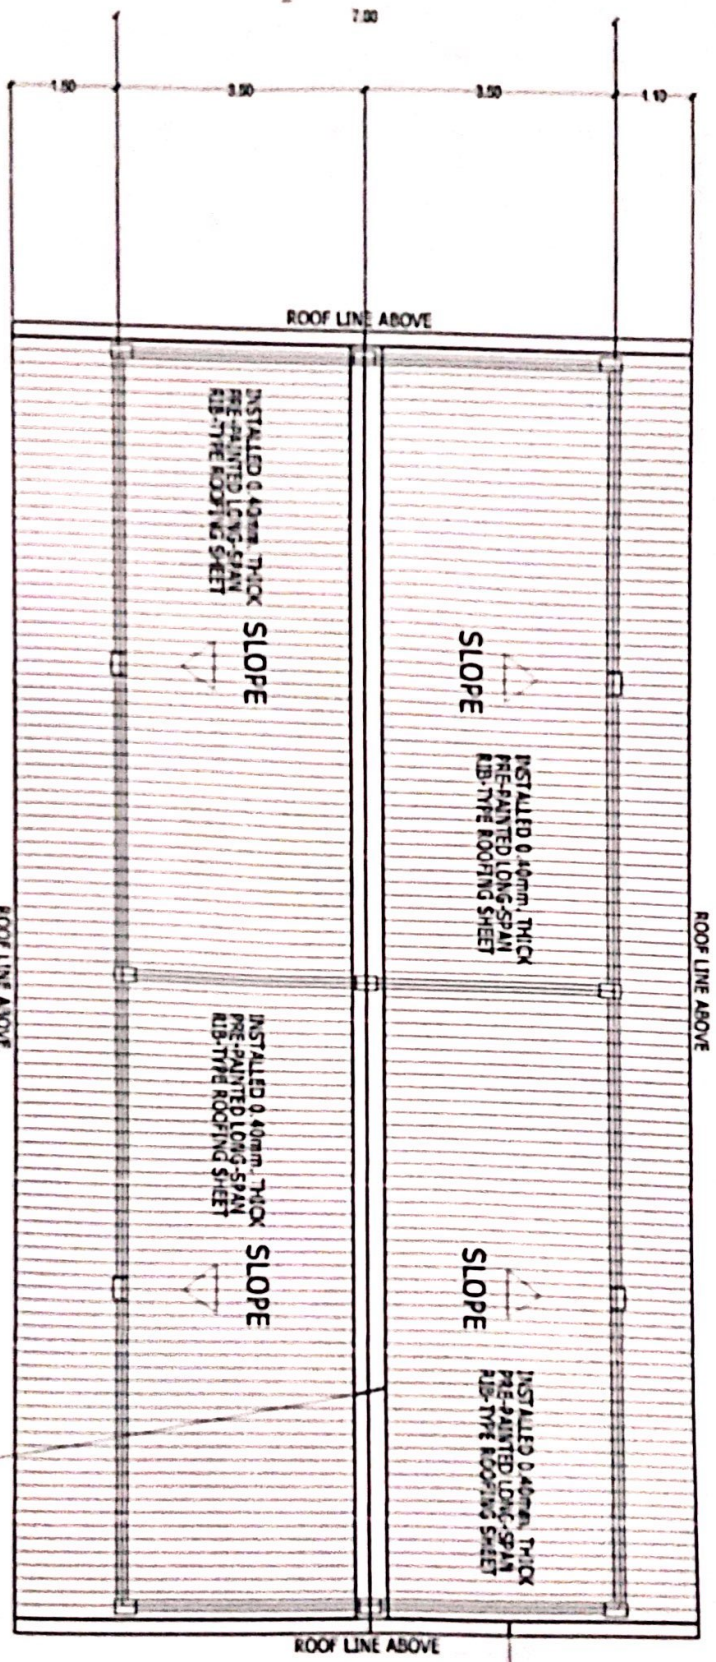 7.00
1.50
3.50
3.50
1.10
ROOF LINE ABOVE
INSTALLED 0.40mm. THICK
PRE-PAINTED LONG-SPAN
RIB-TYPE ROOFING SHEET
SLOPE
SLOPE
INSTALLED 0.40mm. THICK
PRE-PAINTED LONG-SPAN
RIB-TYPE ROOFING SHEET
ROOF LINE ABOVE
ROOF LINE ABOVE
INSTALLED 0.40mm. THICK
PRE-PAINTED LONG-SPAN
RIB-TYPE ROOFING SHEET
SLOPE
SLOPE
INSTALLED 0.40mm. THICK
PRE-PAINTED LONG-SPAN
RIB-TYPE ROOFING SHEET
ROOF LINE ABOVE